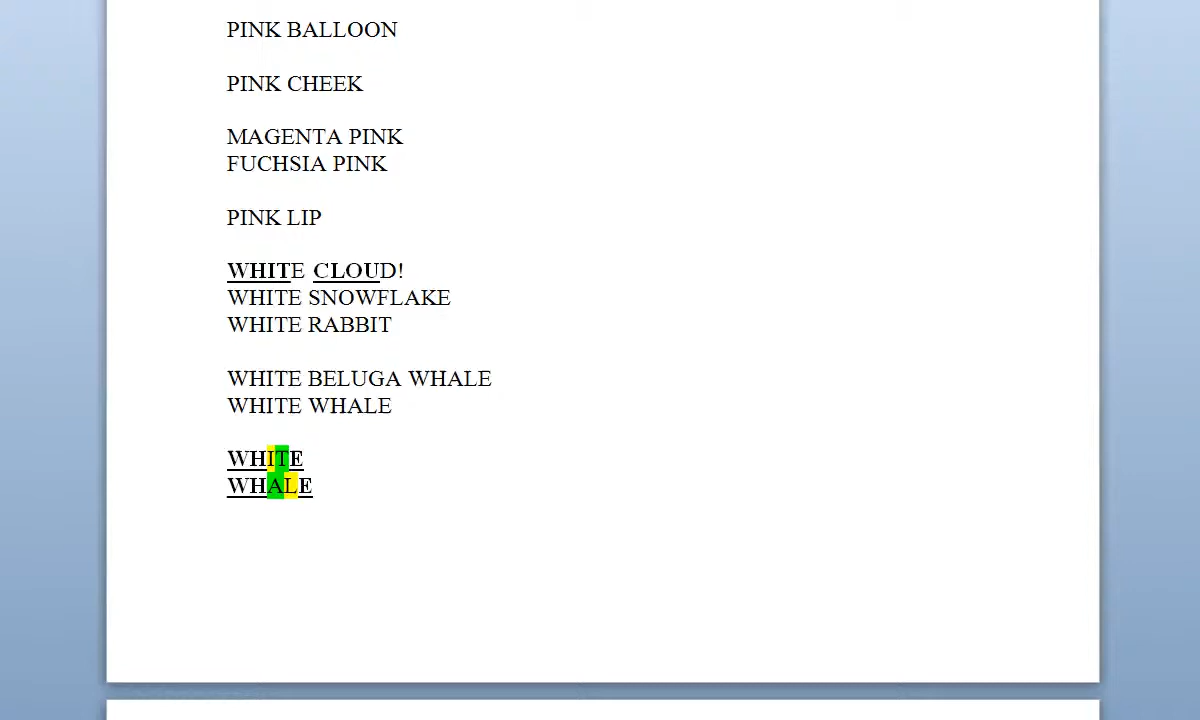 PINK BALLOON
PINK CHEEK
MAGENTA PINK
FUCHSIA PINK
PINK LIP
WHITE CLOUD!
WHITE SNOWFLAKE
WHITE RABBIT
WHITE BELUGA WHALE
WHITE WHALE
WHITE
WHALE